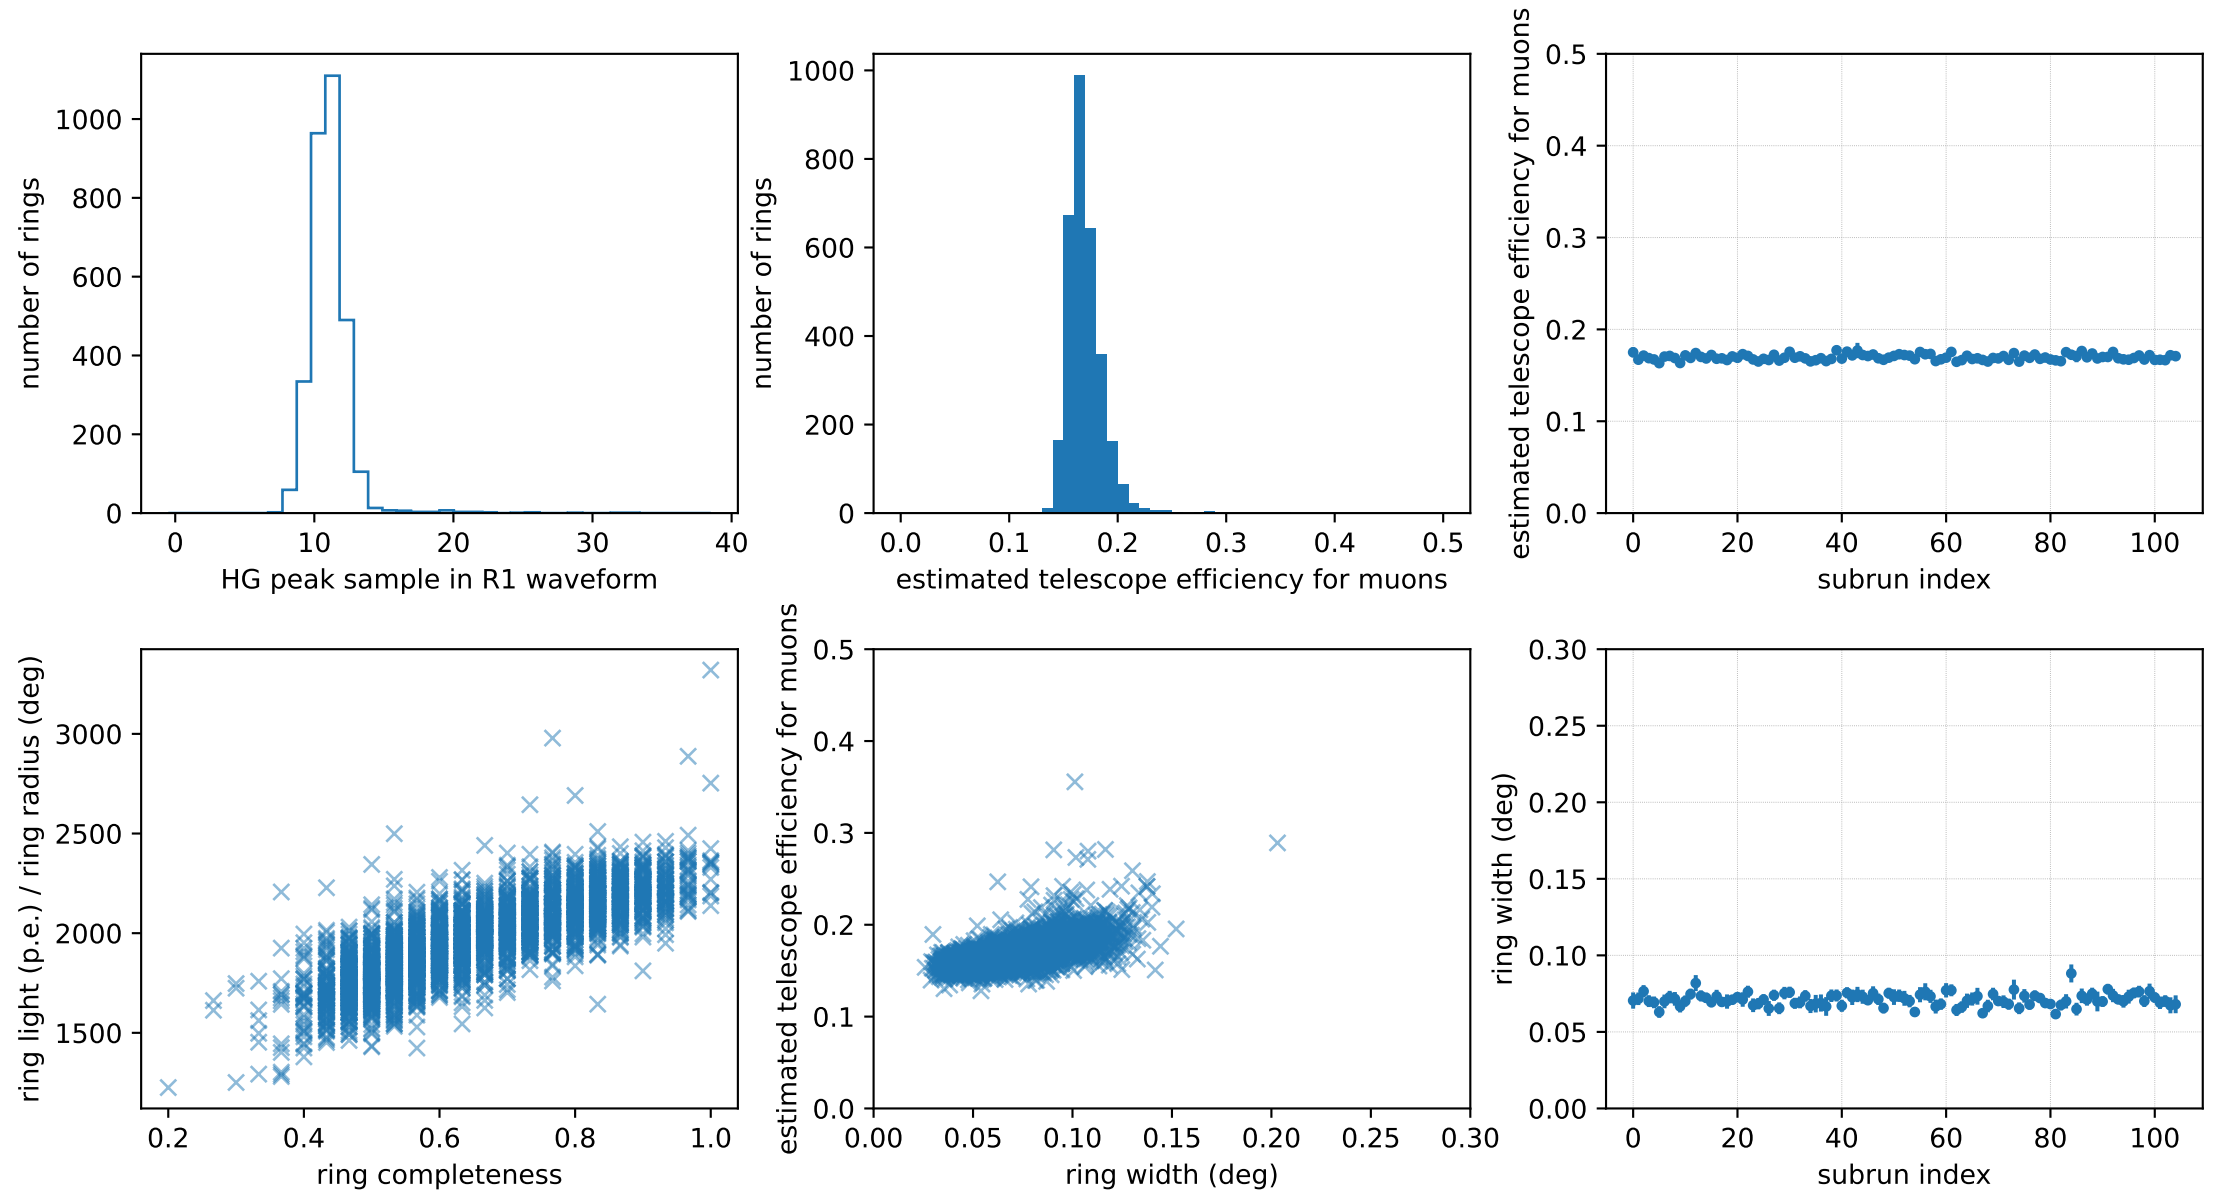 1000
800
600
400
200
0
number of rings
0 10 20 30 40
HG peak sample in R1 waveform
1000
800
600
400
200
0
number of rings
0.0 0.1 0.2 0.3 0.4 0.5
estimated telescope efficiency for muons
0.5
0.4
0.3
0.2
0.1
0.0
estimated telescope efficiency for muons
0 20 40 60 80 100
subrun index
3000
2500
2000
1500
ring light (p.e.) / ring radius (deg)
0.2 0.4 0.6 0.8 1.0
ring completeness
0.5
0.4
0.3
0.2
0.1
0.0
estimated telescope efficiency for muons
0.00 0.05 0.10 0.15 0.20 0.25 0.30
ring width (deg)
0.30
0.25
0.20
0.15
0.10
0.05
0.00
ring width (deg)
0 20 40 60 80 100
subrun index